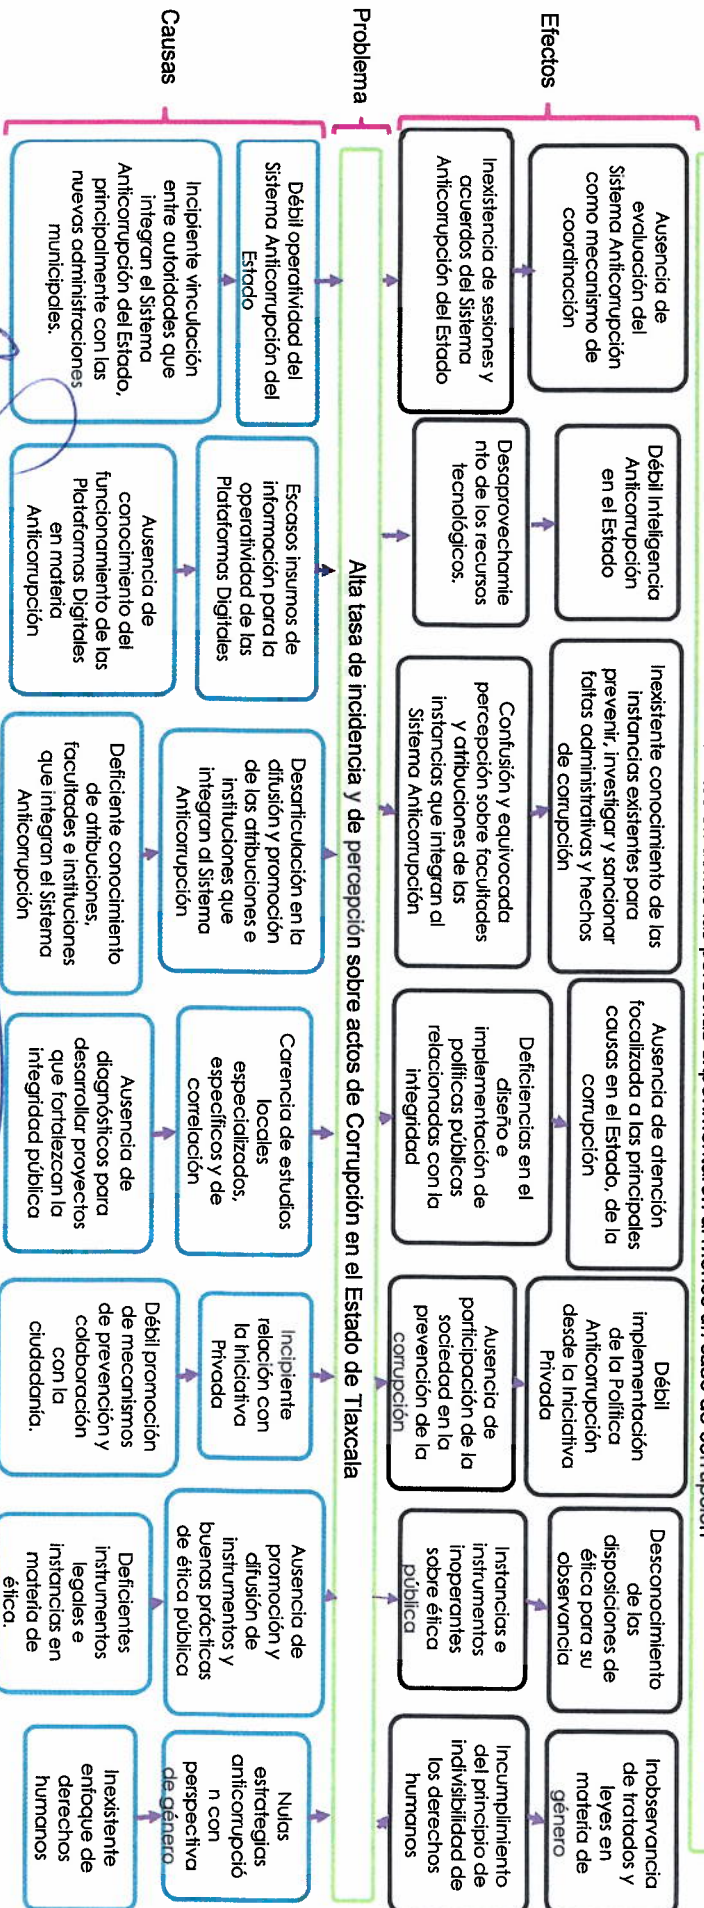 Efectos
Ausencia de
evaluación del
Sistema Anticorrupción
como mecanismo de
coordinación
Débil Inteligencia
Anticorrupción
en el Estado
Inexistente conocimiento de las
instancias existentes para
prevenir, investigar y sancionar
faltas administrativas y hechos
de corrupción
Ausencia de atención
focalizada a las principales
causas en el Estado, de la
corrupción
Débil
implementación
de la Política
Anticorrupción
desde la Iniciativa
Privada
Desconocimiento
de las
disposiciones de
ética para su
observancia
Inobservancia
de tratados y
leyes en
materia de
género
Inexistencia de sesiones y
acuerdos del Sistema
Anticorrupción del Estado
Desaprovechamie
nto de los recursos
tecnológicos.
Confusión y equivocada
percepción sobre facultades
y atribuciones de las
instancias que integran al
Sistema Anticorrupción
Deficiencias en el
diseño e
implementación de
políticas públicas
relacionadas con la
integridad
Ausencia de
participación de la
sociedad en la
prevención de la
corrupción
Instancias e
instrumentos
inoperantes
sobre ética
pública
Incumplimiento
del principio de
indivisibilidad de
los derechos
humanos
Problema
Alta tasa de incidencia y de percepción sobre actos de Corrupción en el Estado de Tlaxcala
Causas
Débil operatividad del
Sistema Anticorrupción del
Estado
Escasos insumos de
información para la
operatividad de las
Plataformas Digitales
Desarticulación en la
difusión y promoción
de las atribuciones e
instituciones que
integran al Sistema
Anticorrupción
Carencia de estudios
locales
especializados,
específicos y de
correlación
Incipiente
relación con
la Iniciativa
Privada
Ausencia de
promoción y
difusión de
instrumentos y
buenas prácticas
de ética pública
Nulas
estrategias
anticorrupció
n con
perspectiva
de género
Incipiente vinculación
entre autoridades que
integran el Sistema
Anticorrupción del Estado,
principalmente con las
nuevas administraciones
municipales.
Ausencia de
conocimiento del
funcionamiento de las
Plataformas Digitales
en materia
Anticorrupción
Deficiente conocimiento
de atribuciones,
facultades e instituciones
que integran el Sistema
Anticorrupción
Ausencia de
diagnósticos para
desarrollar proyectos
que fortalezcan la
integridad pública
Débil promoción
de mecanismos
de prevención y
colaboración
con la
ciudadanía.
Deficientes
instrumentos
legales e
instancias en
materia de
ética.
Inexistente
enfoque de
derechos
humanos